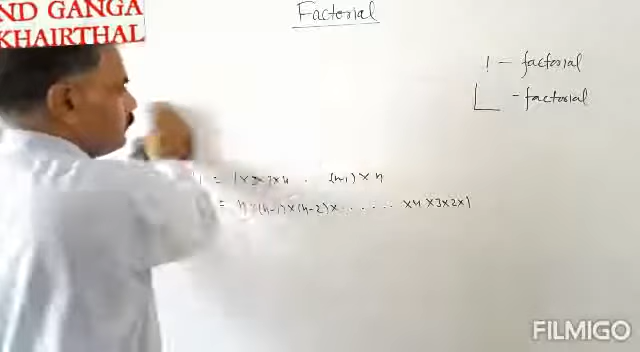 ND GANGA
KHAIRTHAL
Factorial
! – factorial
– factorial
! = 1×2×3×4 . (n-1) × n
= n × (n-1) × (n-2) × . . . . . . × 4 × 3 × 2 × 1
FILMIGO